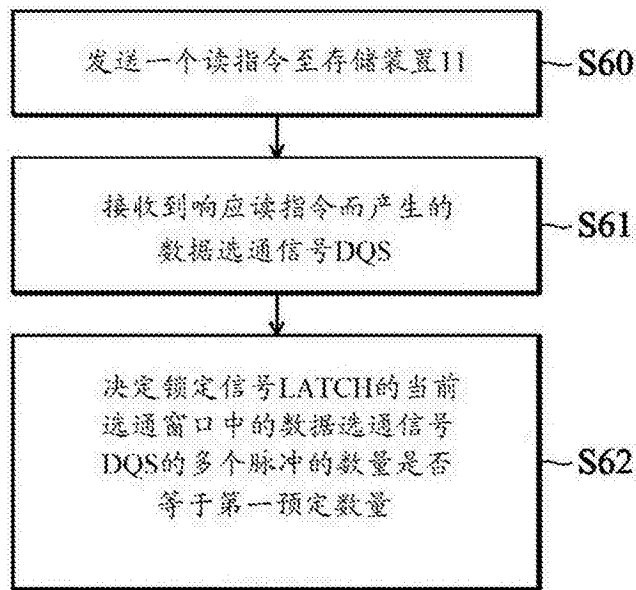 发送一个读指令至存储装置11
S60
接收到响应读指令而产生的
数据选通信号DQS
S61
决定锁定信号LATCH的当前
选通窗口中的数据选通信号
DQS的多个脉冲的数量是否
等于第一预定数量
S62